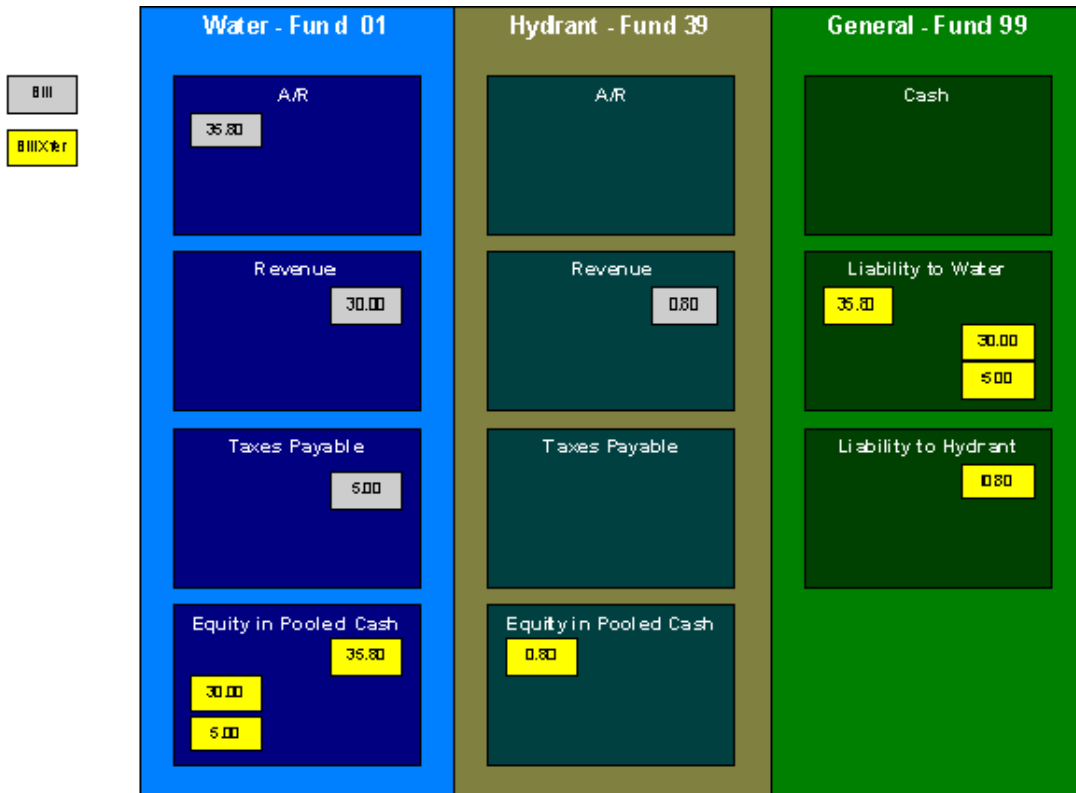 Water - Fund 01
Hydrant - Fund 39
General - Fund 99
Bill
BillXfer
A/R
35.80
A/R
Cash
Revenue
30.00
Revenue
0.80
Liability to Water
35.80
30.00
5.00
Taxes Payable
5.00
Taxes Payable
Liability to Hydrant
0.80
Equity in Pooled Cash
35.80
30.00
5.00
Equity in Pooled Cash
0.80